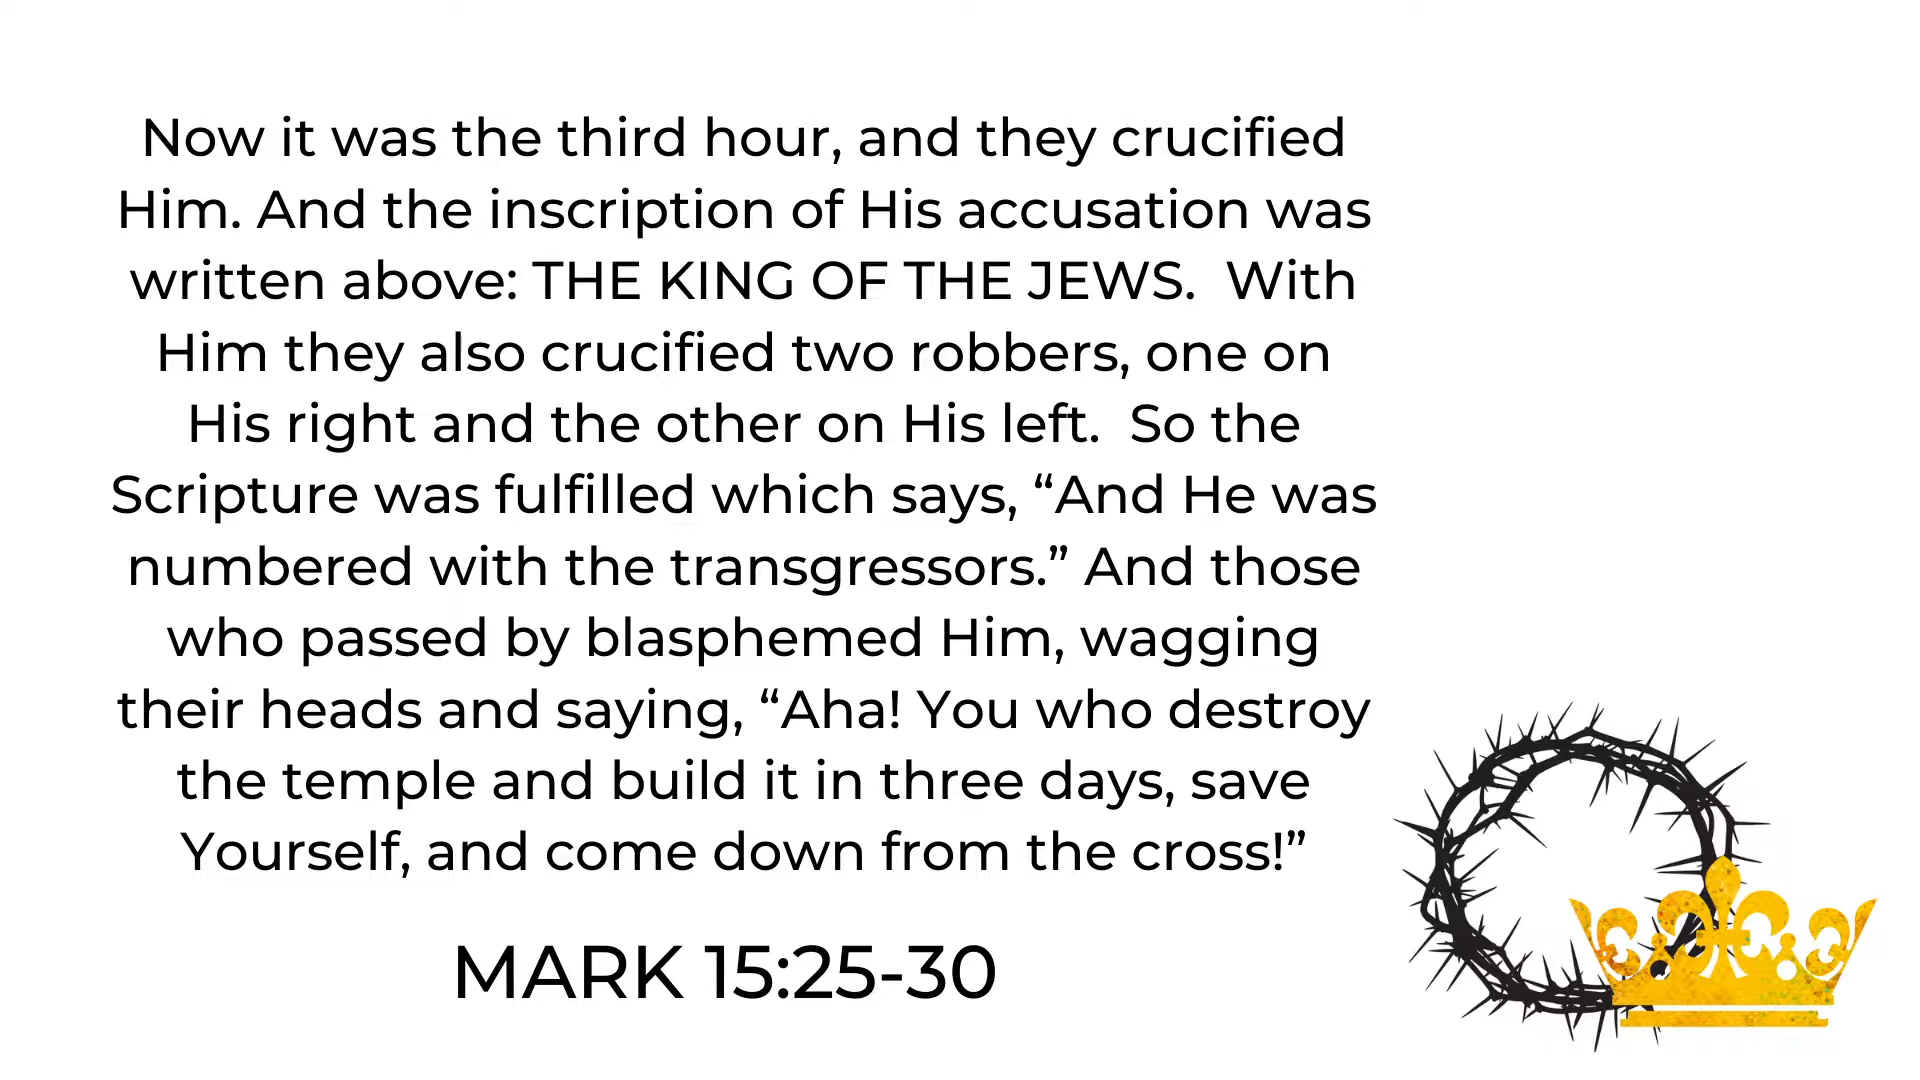 Now it was the third hour, and they crucified
Him. And the inscription of His accusation was
written above: THE KING OF THE JEWS.  With
Him they also crucified two robbers, one on
His right and the other on His left.  So the
Scripture was fulfilled which says, “And He was
numbered with the transgressors.” And those
who passed by blasphemed Him, wagging
their heads and saying, “Aha! You who destroy
the temple and build it in three days, save
Yourself, and come down from the cross!”
MARK 15:25-30